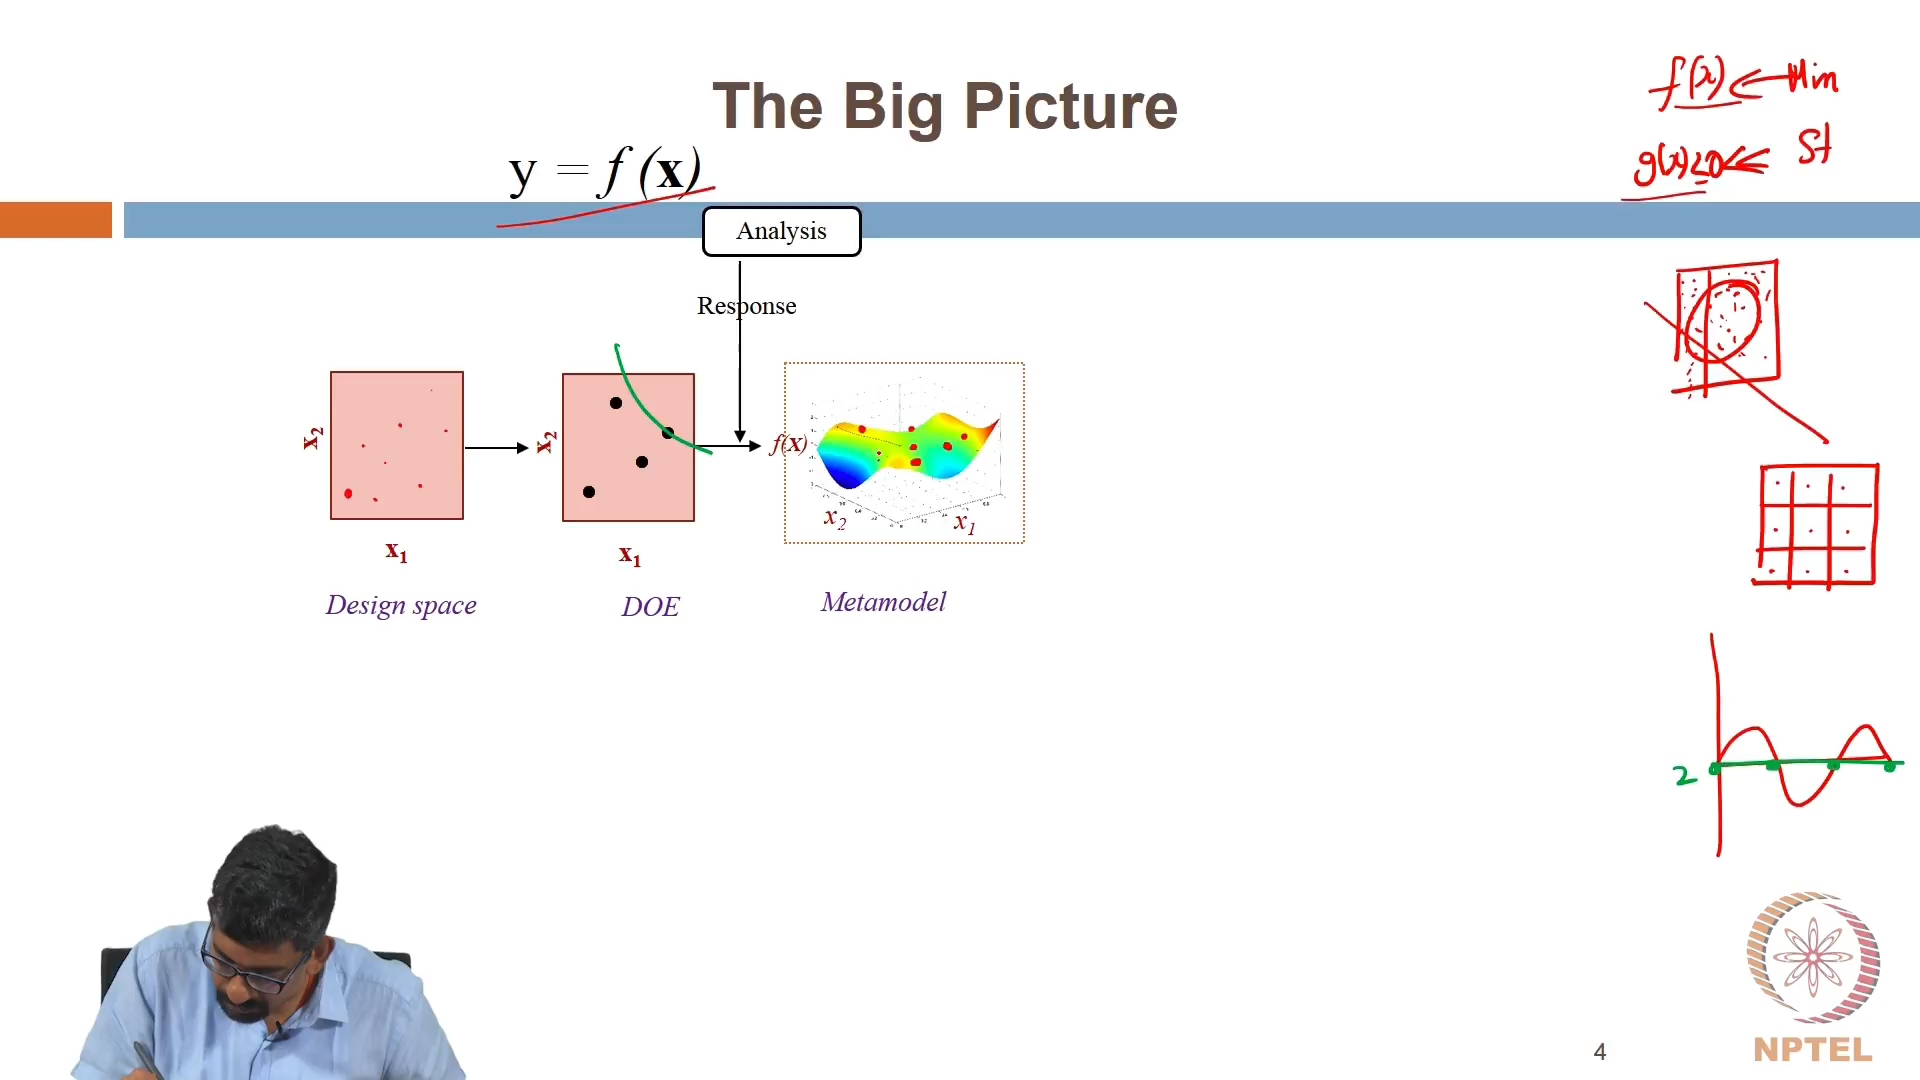 The Big Picture
y = f (x)
f(x) ⇐ Min
g(x)≤0 ⇐ St
Analysis
Response
x₂
x₁
Design space
x₂
x₁
DOE
f(x)
x₂
x₁
Metamodel
2
4
NPTEL